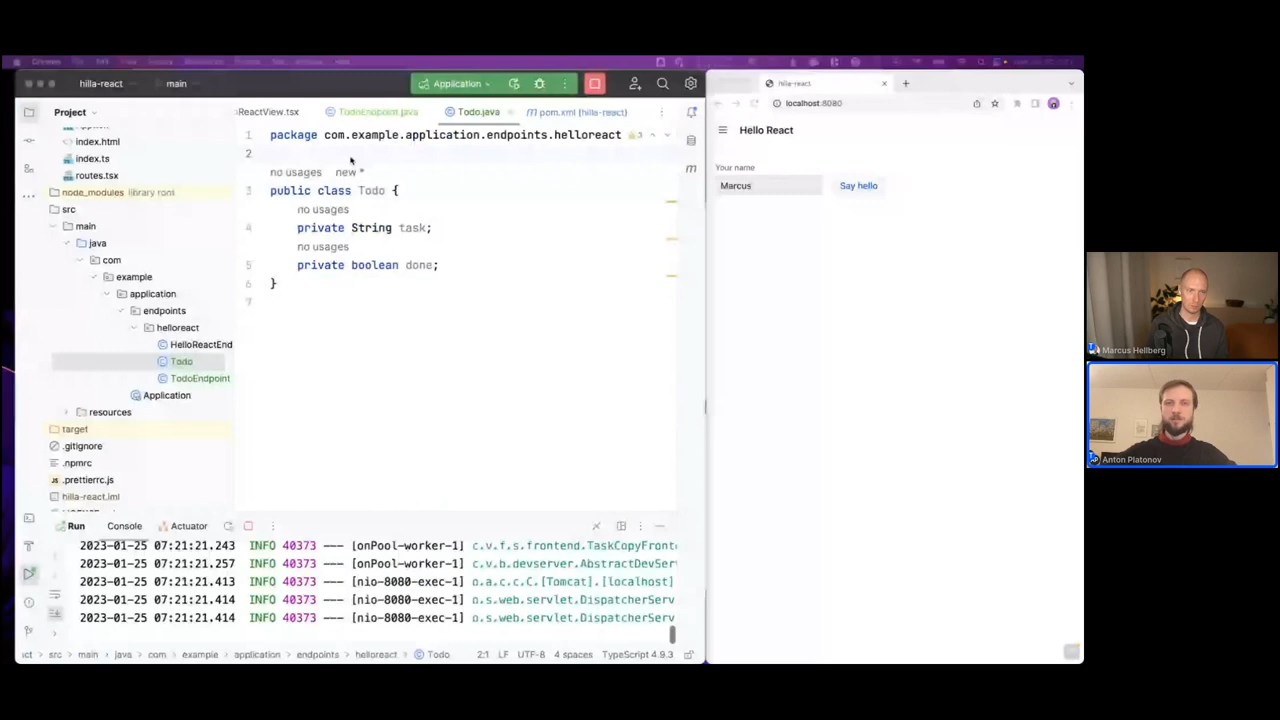 hilla-react
main
Application
Project
ReactView.tsx
TodoEndpoint.java
Todo.java
pom.xml (hilla-react)
index.html
index.ts
routes.tsx
node_modules library root
src
main
java
com
example
application
endpoints
helloreact
HelloReactEnd
Todo
TodoEndpoint
Application
resources
target
.gitignore
.npmrc
.prettierrc.js
hilla-react.iml
1 package com.example.application.endpoints.helloreact
3
2
no usages new *
3 public class Todo {
no usages
4 private String task;
no usages
5 private boolean done;
6 }
7
Run
Console
Actuator
2023-01-25 07:21:21.243 INFO 40373 --- [onPool-worker-1] c.v.f.s.frontend.TaskCopyFront
2023-01-25 07:21:21.257 INFO 40373 --- [onPool-worker-1] c.v.b.devserver.AbstractDevSer
2023-01-25 07:21:21.413 INFO 40373 --- [nio-8080-exec-1] o.a.c.c.C.[Tomcat].[localhost]
2023-01-25 07:21:21.414 INFO 40373 --- [nio-8080-exec-1] o.s.web.servlet.DispatcherServ
2023-01-25 07:21:21.414 INFO 40373 --- [nio-8080-exec-1] o.s.web.servlet.DispatcherServ
ct > src > main > java > com > example > application > endpoints > helloreact > Todo
2:1 LF UTF-8 4 spaces TypeScript 4.9.3
hilla-react
localhost:8080
Hello React
Your name
Marcus
Say hello
Marcus Hellberg
Anton Platonov